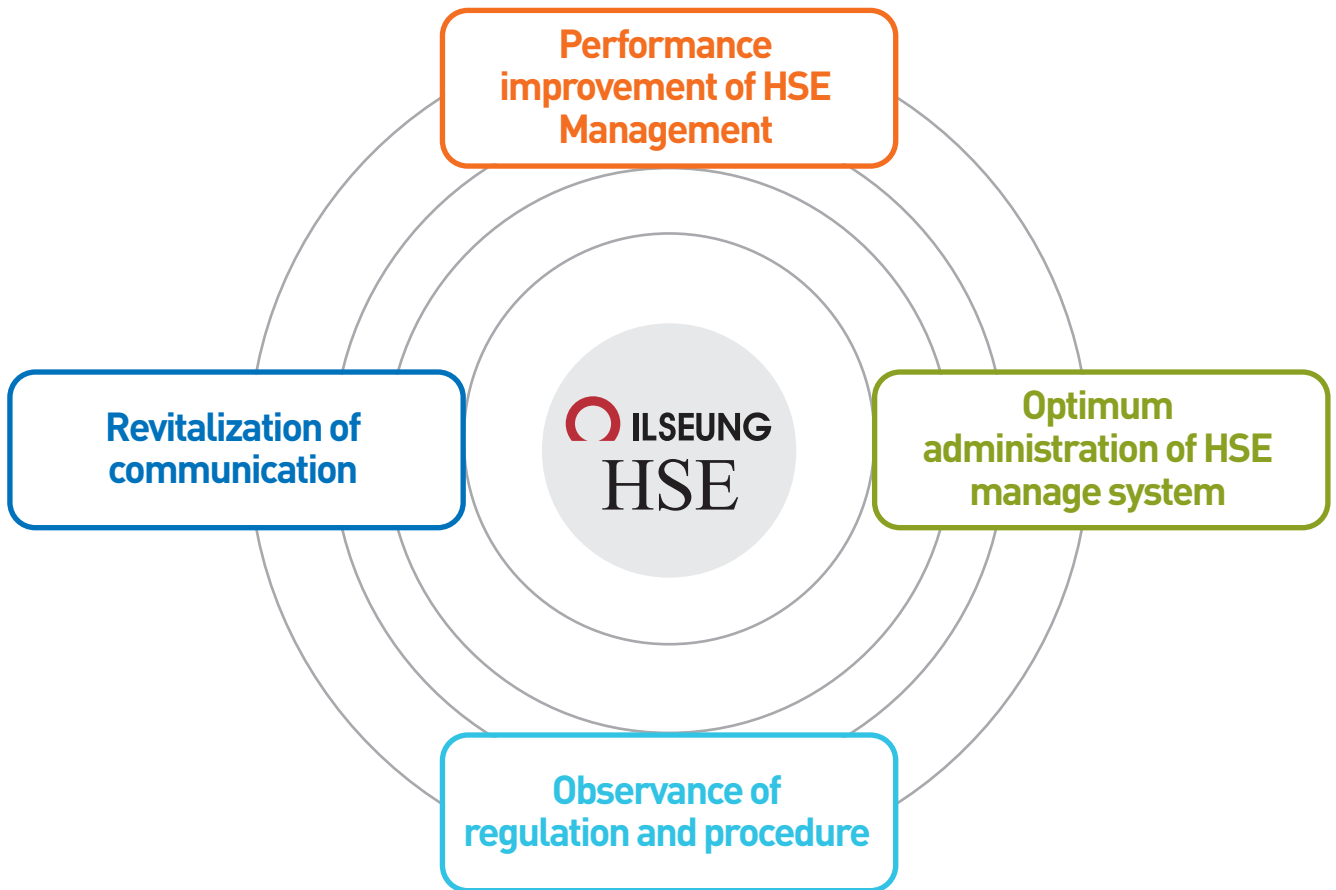 Performance
improvement of HSE
Management
Revitalization of
communication
ILSEUNG
HSE
Optimum
administration of HSE
manage system
Observance of
regulation and procedure